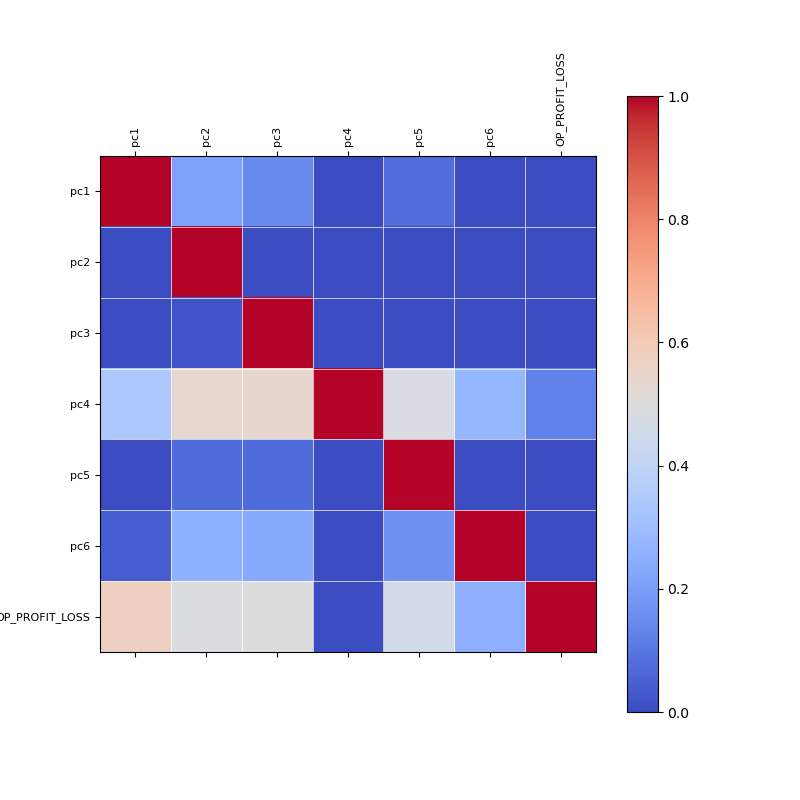 pc1
pc2
pc3
pc4
pc5
pc6
OP_PROFIT_LOSS
pc1
pc2
pc3
pc4
pc5
pc6
OP_PROFIT_LOSS
1.0
0.8
0.6
0.4
0.2
0.0